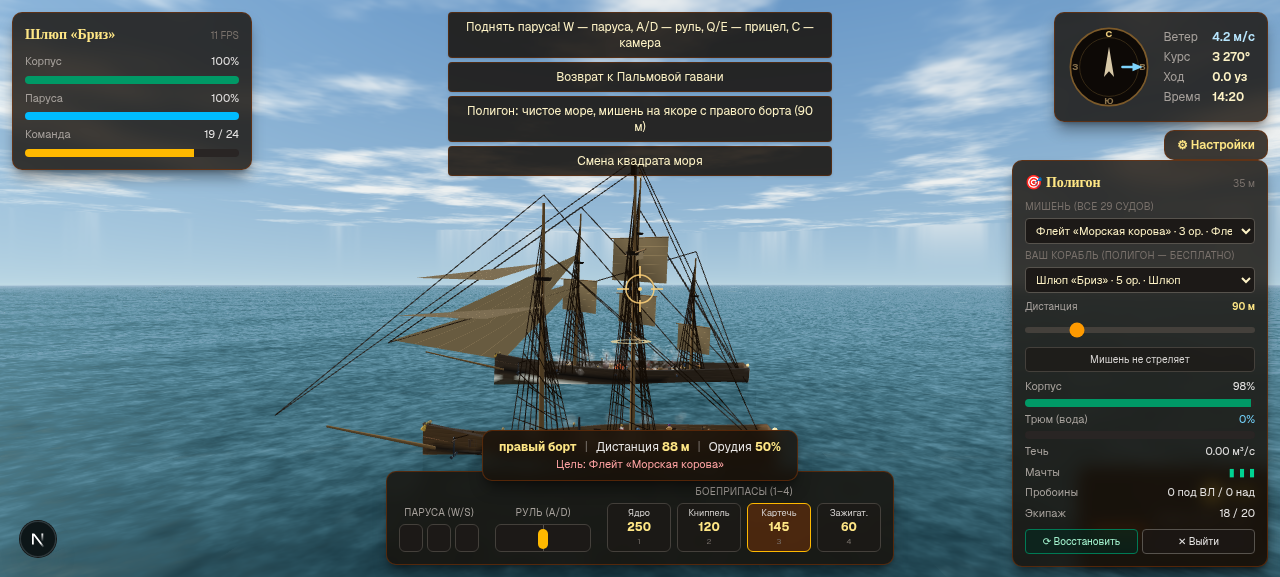 Шлюп «Бриз»
11 FPS
Корпус
100%
Паруса
100%
Команда
19 / 24
Поднять паруса! W — паруса, A/D — руль, Q/E — прицел, C —
камера
Возврат к Пальмовой гавани
Полигон: чистое море, мишень на якоре с правого борта (90
м)
Смена квадрата моря
С
В
Ю
З
Ветер 4.2 м/с
Курс З 270°
Ход 0.0 уз
Время 14:20
⚙ Настройки
🎯 Полигон
35 м
МИШЕНЬ (ВСЕ 29 СУДОВ)
Флейт «Морская корова» · 3 ор. · Фле
ВАШ КОРАБЛЬ (ПОЛИГОН — БЕСПЛАТНО)
Шлюп «Бриз» · 5 ор. · Шлюп
Дистанция 90 м
Мишень не стреляет
Корпус 98%
Трюм (вода) 0%
Течь 0.00 м³/с
Мачты
Пробоины 0 под ВЛ / 0 над
Экипаж 18 / 20
⟳ Восстановить
✕ Выйти
правый борт | Дистанция 88 м | Орудия 50%
Цель: Флейт «Морская корова»
ПАРУСА (W/S)
РУЛЬ (A/D)
БОЕПРИПАСЫ (1–4)
Ядро
250
1
Книппель
120
2
Картечь
145
3
Зажигат.
60
4
N